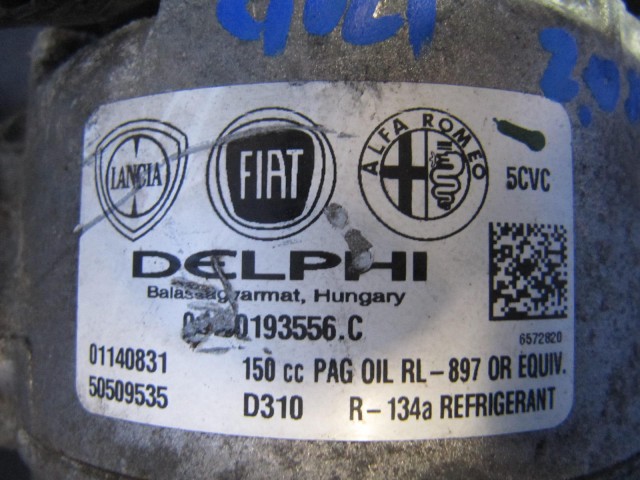 LANCIA
FIAT
ALFA ROMEO
5CVC
DELPHI
Hungary
0193556.C
6572820
01140831
150 cc PAG OIL RL-897 OR EQUIV.
50509535
D310
R-134a REFRIGERANT